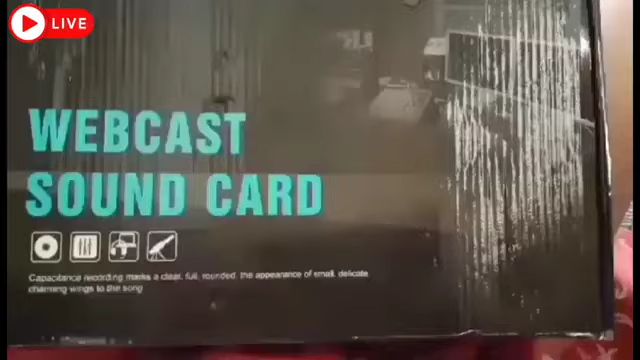 LIVE
WEBCAST
SOUND CARD
Capacitance recording marks a clear, full, rounded, the appearance of small, delicate
charming wings to the song